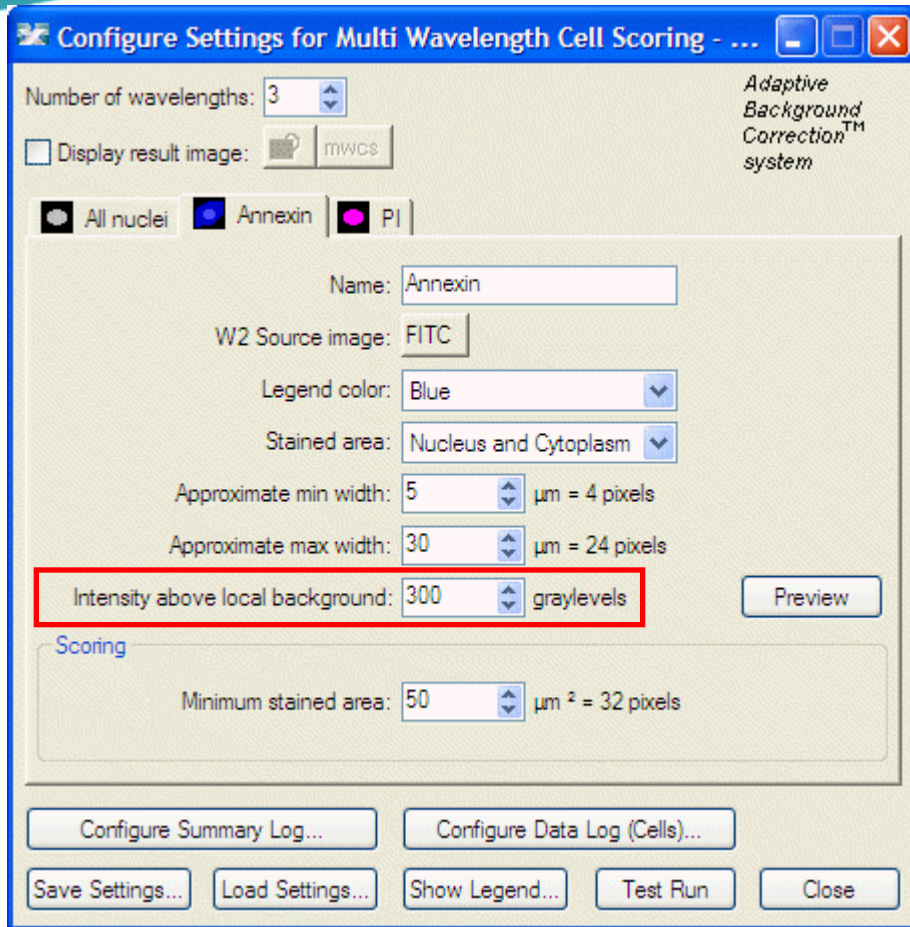 Configure Settings for Multi Wavelength Cell Scoring - ...
Number of wavelengths: 3
Adaptive
Background
Correction™
system
Display result image: mwcs
All nuclei Annexin PI
Name: Annexin
W2 Source image: FITC
Legend color: Blue
Stained area: Nucleus and Cytoplasm
Approximate min width: 5 µm = 4 pixels
Approximate max width: 30 µm = 24 pixels
Intensity above local background: 300 graylevels Preview
Scoring
Minimum stained area: 50 µm ² = 32 pixels
Configure Summary Log... Configure Data Log (Cells)...
Save Settings... Load Settings... Show Legend... Test Run Close